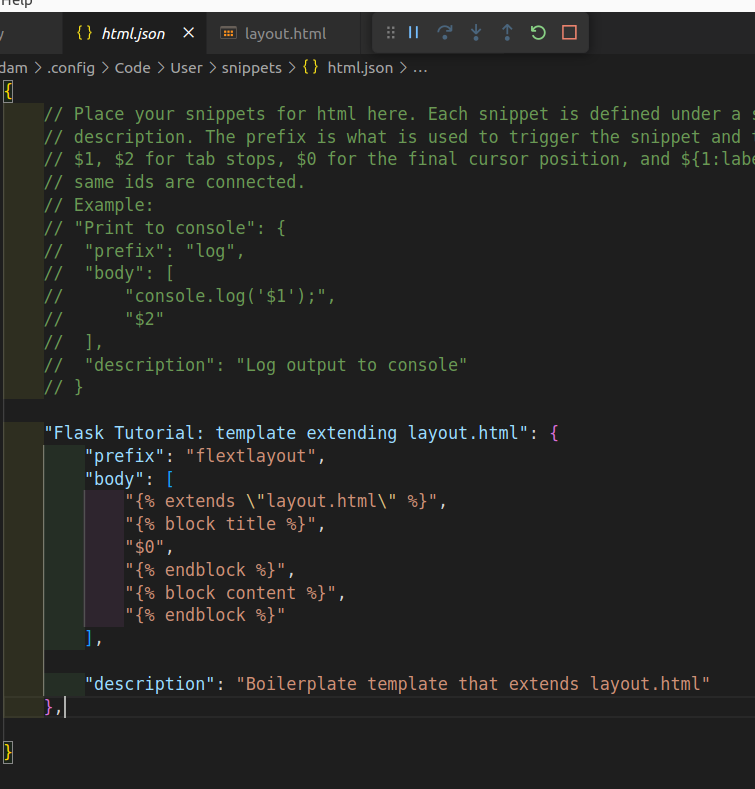 Help
y
html.json
layout.html
dam > .config > Code > User > snippets > {} html.json > ...
{
// Place your snippets for html here. Each snippet is defined under a s
// description. The prefix is what is used to trigger the snippet and
// $1, $2 for tab stops, $0 for the final cursor position, and ${1:labe
// same ids are connected.
// Example:
// "Print to console": {
//  "prefix": "log",
//  "body": [
//      "console.log('$1');",
//      "$2"
//  ],
//  "description": "Log output to console"
// }
"Flask Tutorial: template extending layout.html": {
"prefix": "flextlayout",
"body": [
"{% extends \"layout.html\" %}",
"{% block title %}",
"$0",
"{% endblock %}",
"{% block content %}",
"{% endblock %}"
],
"description": "Boilerplate template that extends layout.html"
},
}